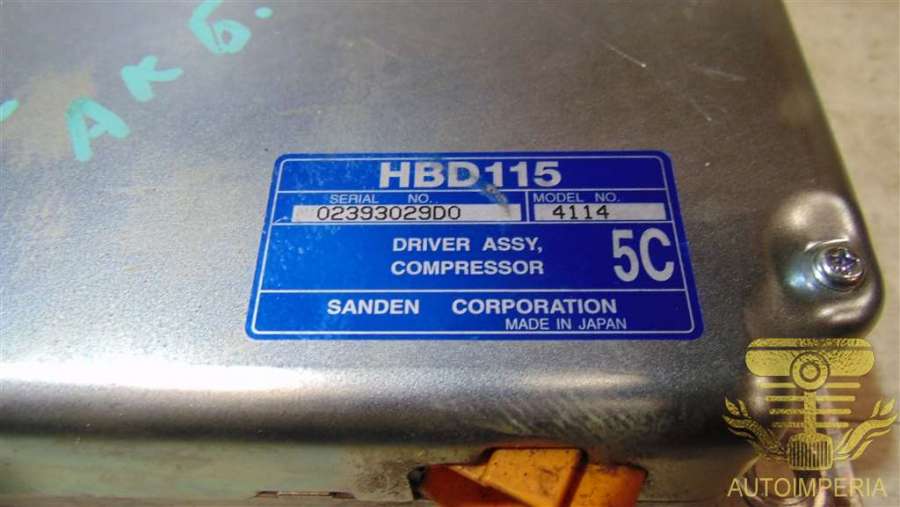 АКБ.
HBD115
SERIAL NO. MODEL NO.
02393029D0 4114
DRIVER ASSY,
COMPRESSOR
5C
SANDEN CORPORATION
MADE IN JAPAN
AUTOIMPERIA